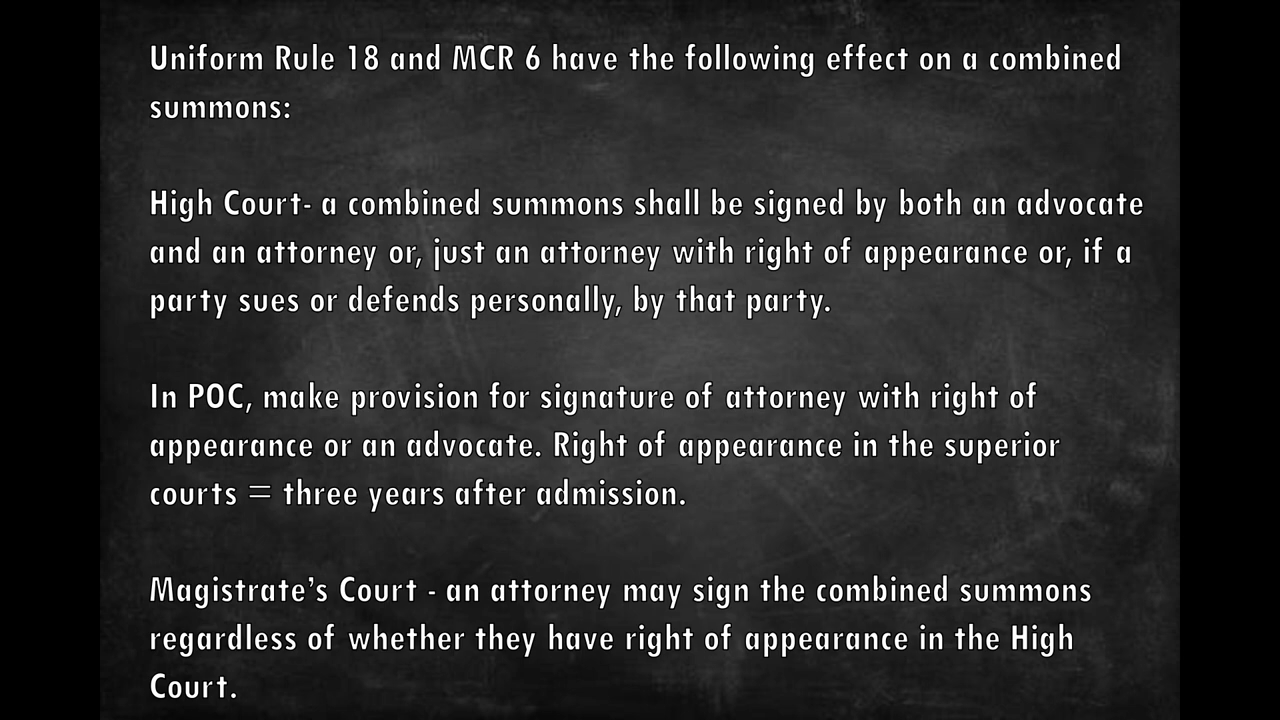 Uniform Rule 18 and MCR 6 have the following effect on a combined
summons:
High Court- a combined summons shall be signed by both an advocate
and an attorney or, just an attorney with right of appearance or, if a
party sues or defends personally, by that party.
In POC, make provision for signature of attorney with right of
appearance or an advocate. Right of appearance in the superior
courts = three years after admission.
Magistrate’s Court - an attorney may sign the combined summons
regardless of whether they have right of appearance in the High
Court.